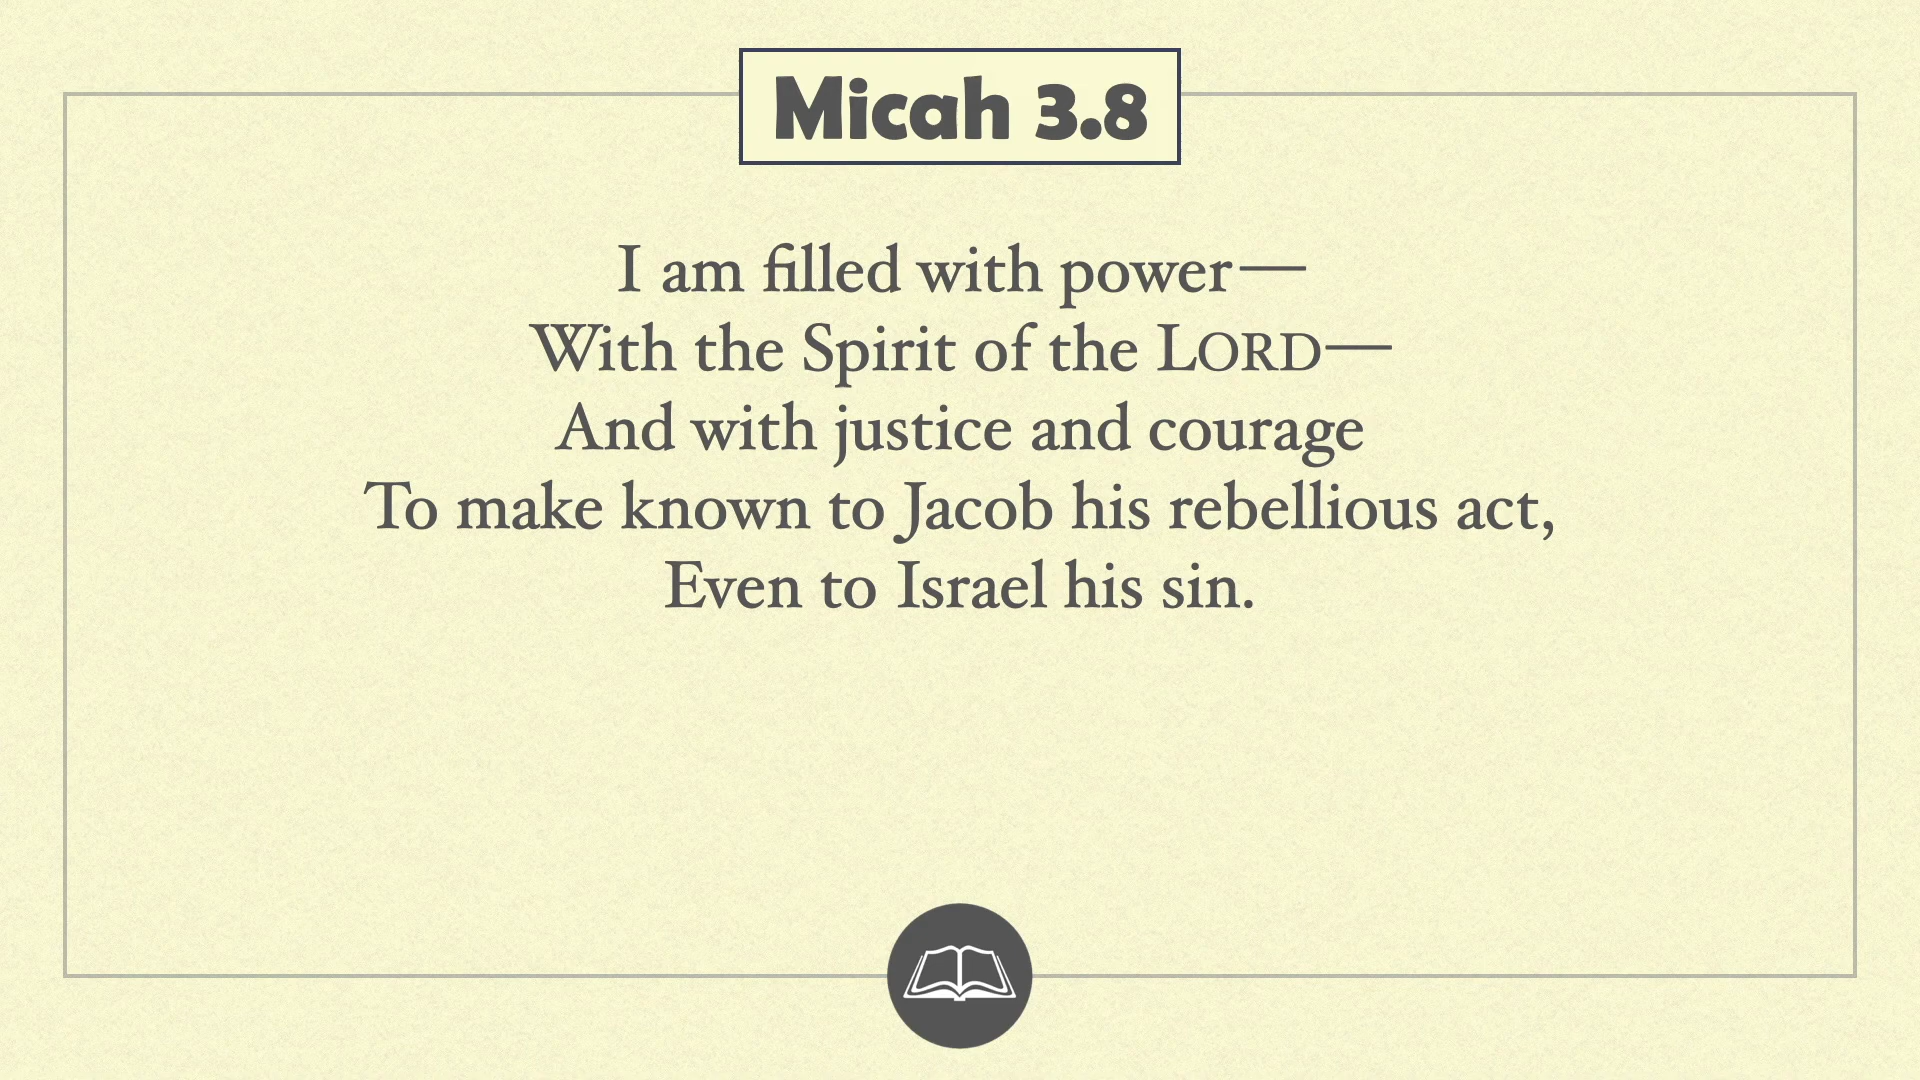 Micah 3.8
I am filled with power—
With the Spirit of the LORD—
And with justice and courage
To make known to Jacob his rebellious act,
Even to Israel his sin.